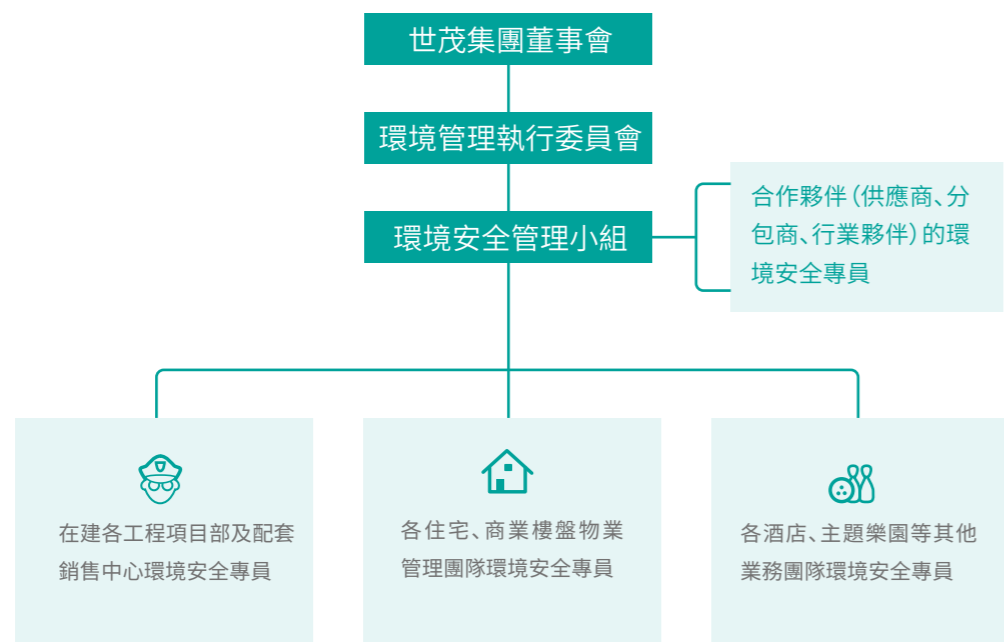 世茂集團董事會
環境管理執行委員會
環境安全管理小組
合作夥伴(供應商、分
包商、行業夥伴)的環
境安全專員
在建各工程項目部及配套
銷售中心環境安全專員
各住宅、商業樓盤物業
管理團隊環境安全專員
各酒店、主題樂園等其他
業務團隊環境安全專員